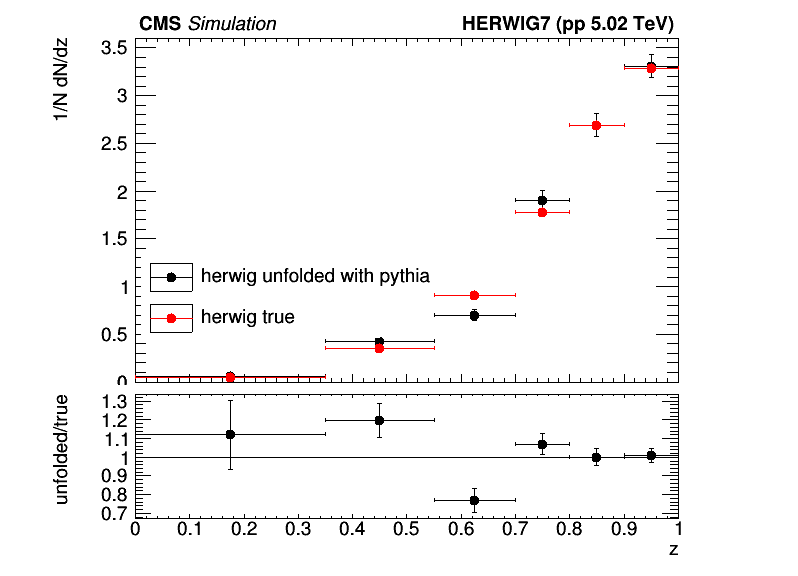 CMS Simulation HERWIG7 (pp 5.02 TeV)
1/N dN/dz
3.5
3
2.5
2
1.5
1
0.5
0
herwig unfolded with pythia
herwig true
unfolded/true
1.3
1.2
1.1
1
0.9
0.8
0.7
0 0.1 0.2 0.3 0.4 0.5 0.6 0.7 0.8 0.9 1
z